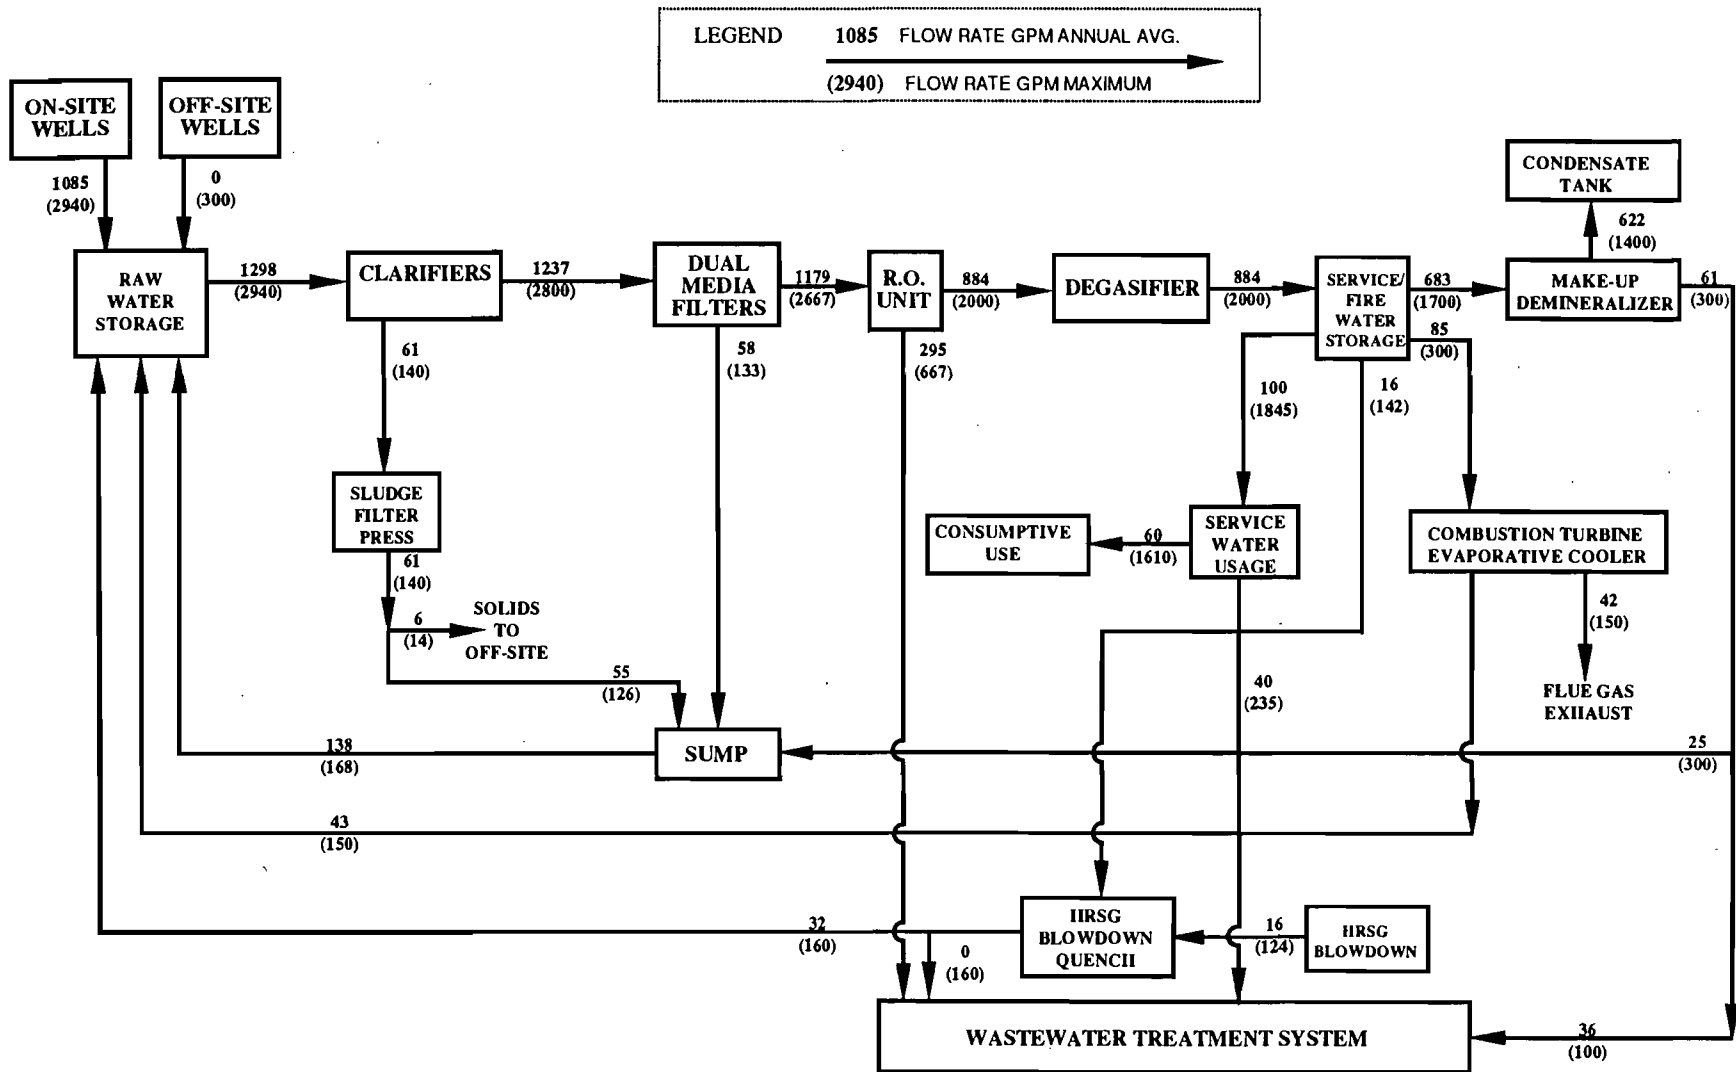 LEGEND
1085 FLOW RATE GPM ANNUAL AVG.
(2940) FLOW RATE GPM MAXIMUM
ON-SITE
WELLS
OFF-SITE
WELLS
1085
(2940)
0
(300)
RAW
WATER
STORAGE
1298
(2940)
CLARIFIERS
1237
(2800)
DUAL
MEDIA
FILTERS
1179
(2667)
R.O.
UNIT
884
(2000)
DEGASIFIER
884
(2000)
SERVICE/
FIRE
WATER
STORAGE
683
(1700)
MAKE-UP
DEMINERALIZER
61
(300)
CONDENSATE
TANK
622
(1400)
85
(300)
61
(140)
58
(133)
295
(667)
100
(1845)
16
(142)
SLUDGE
FILTER
PRESS
61
(140)
6
(14)
SOLIDS
TO
OFF-SITE
55
(126)
CONSUMPTIVE
USE
60
(1610)
SERVICE
WATER
USAGE
COMBUSTION TURBINE
EVAPORATIVE COOLER
42
(150)
FLUE GAS
EXIIAUST
40
(235)
138
(168)
SUMP
25
(300)
43
(150)
32
(160)
0
(160)
IIRSG
BLOWDOWN
QUENCII
16
(124)
IIRSG
BLOWDOWN
WASTEWATER TREATMENT SYSTEM
36
(100)